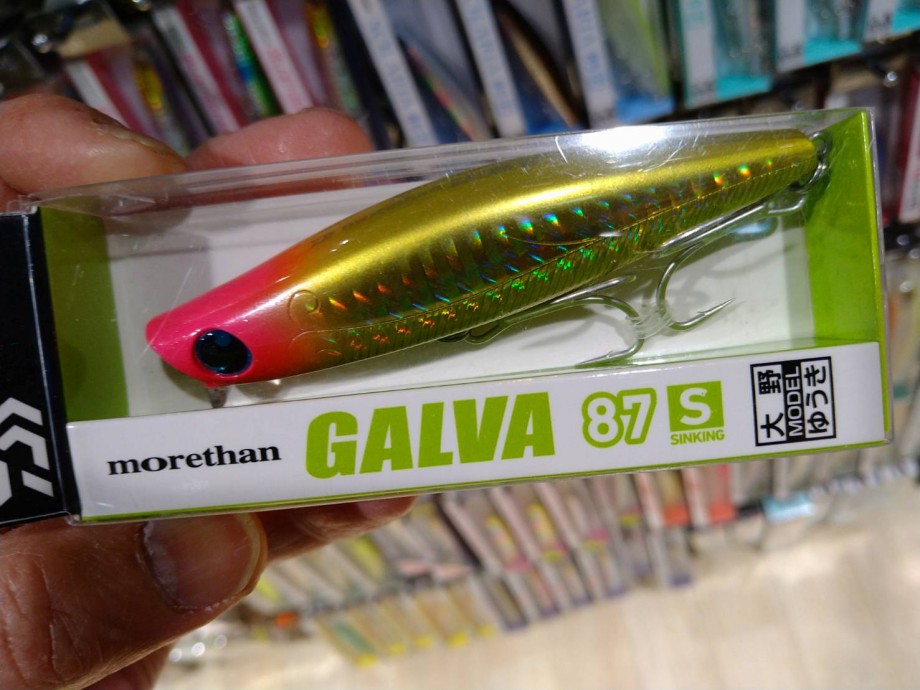 morethan GALVA 87 S
SINKING
大野
MODEL
ゆうき